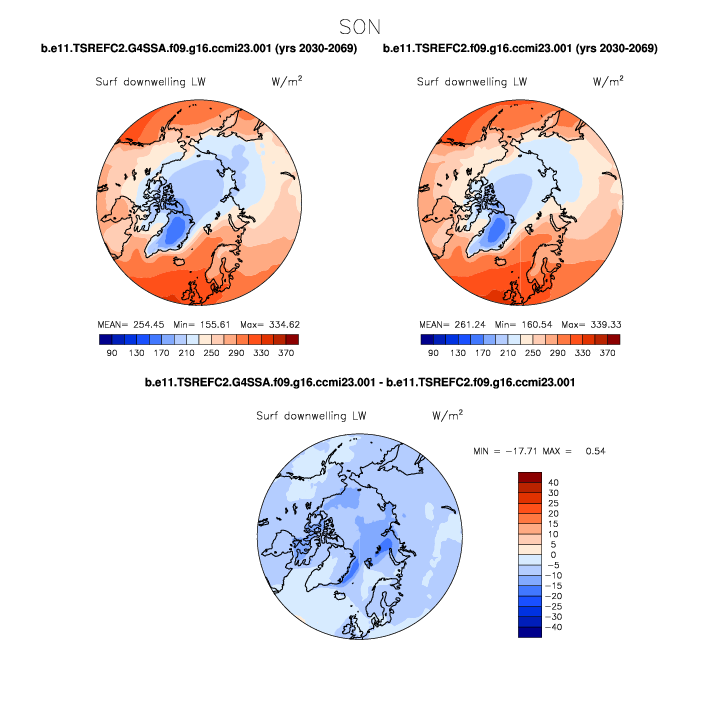 SON
b.e11.TSREFC2.G4SSA.f09.g16.ccmi23.001 (yrs 2030-2069) b.e11.TSREFC2.f09.g16.ccmi23.001 (yrs 2030-2069)
Surf downwelling LW W/m² Surf downwelling LW W/m²
MEAN= 254.45 Min= 155.61 Max= 334.62 MEAN= 261.24 Min= 160.54 Max= 339.33
90 130 170 210 250 290 330 370 90 130 170 210 250 290 330 370
b.e11.TSREFC2.G4SSA.f09.g16.ccmi23.001 - b.e11.TSREFC2.f09.g16.ccmi23.001
Surf downwelling LW W/m²
MIN = -17.71 MAX = 0.54
40
30
25
20
15
10
5
0
-5
-10
-15
-20
-25
-30
-40